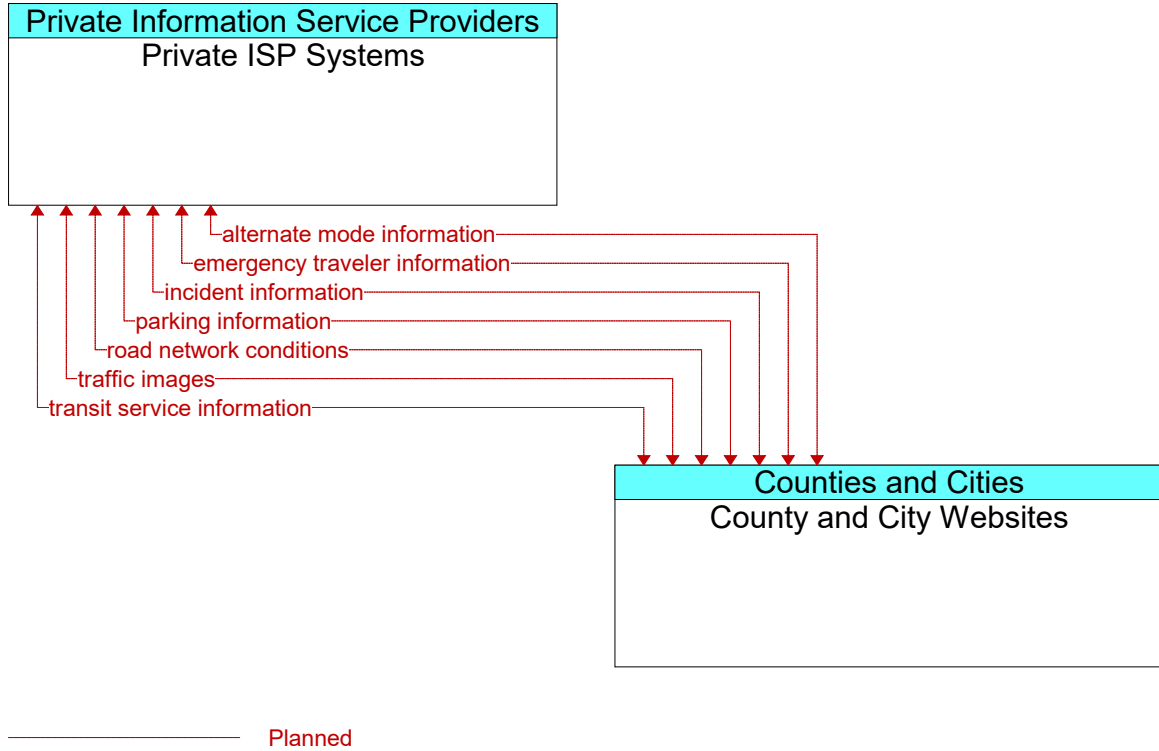 Private Information Service Providers
Private ISP Systems
alternate mode information
emergency traveler information
incident information
parking information
road network conditions
traffic images
transit service information
Counties and Cities
County and City Websites
Planned